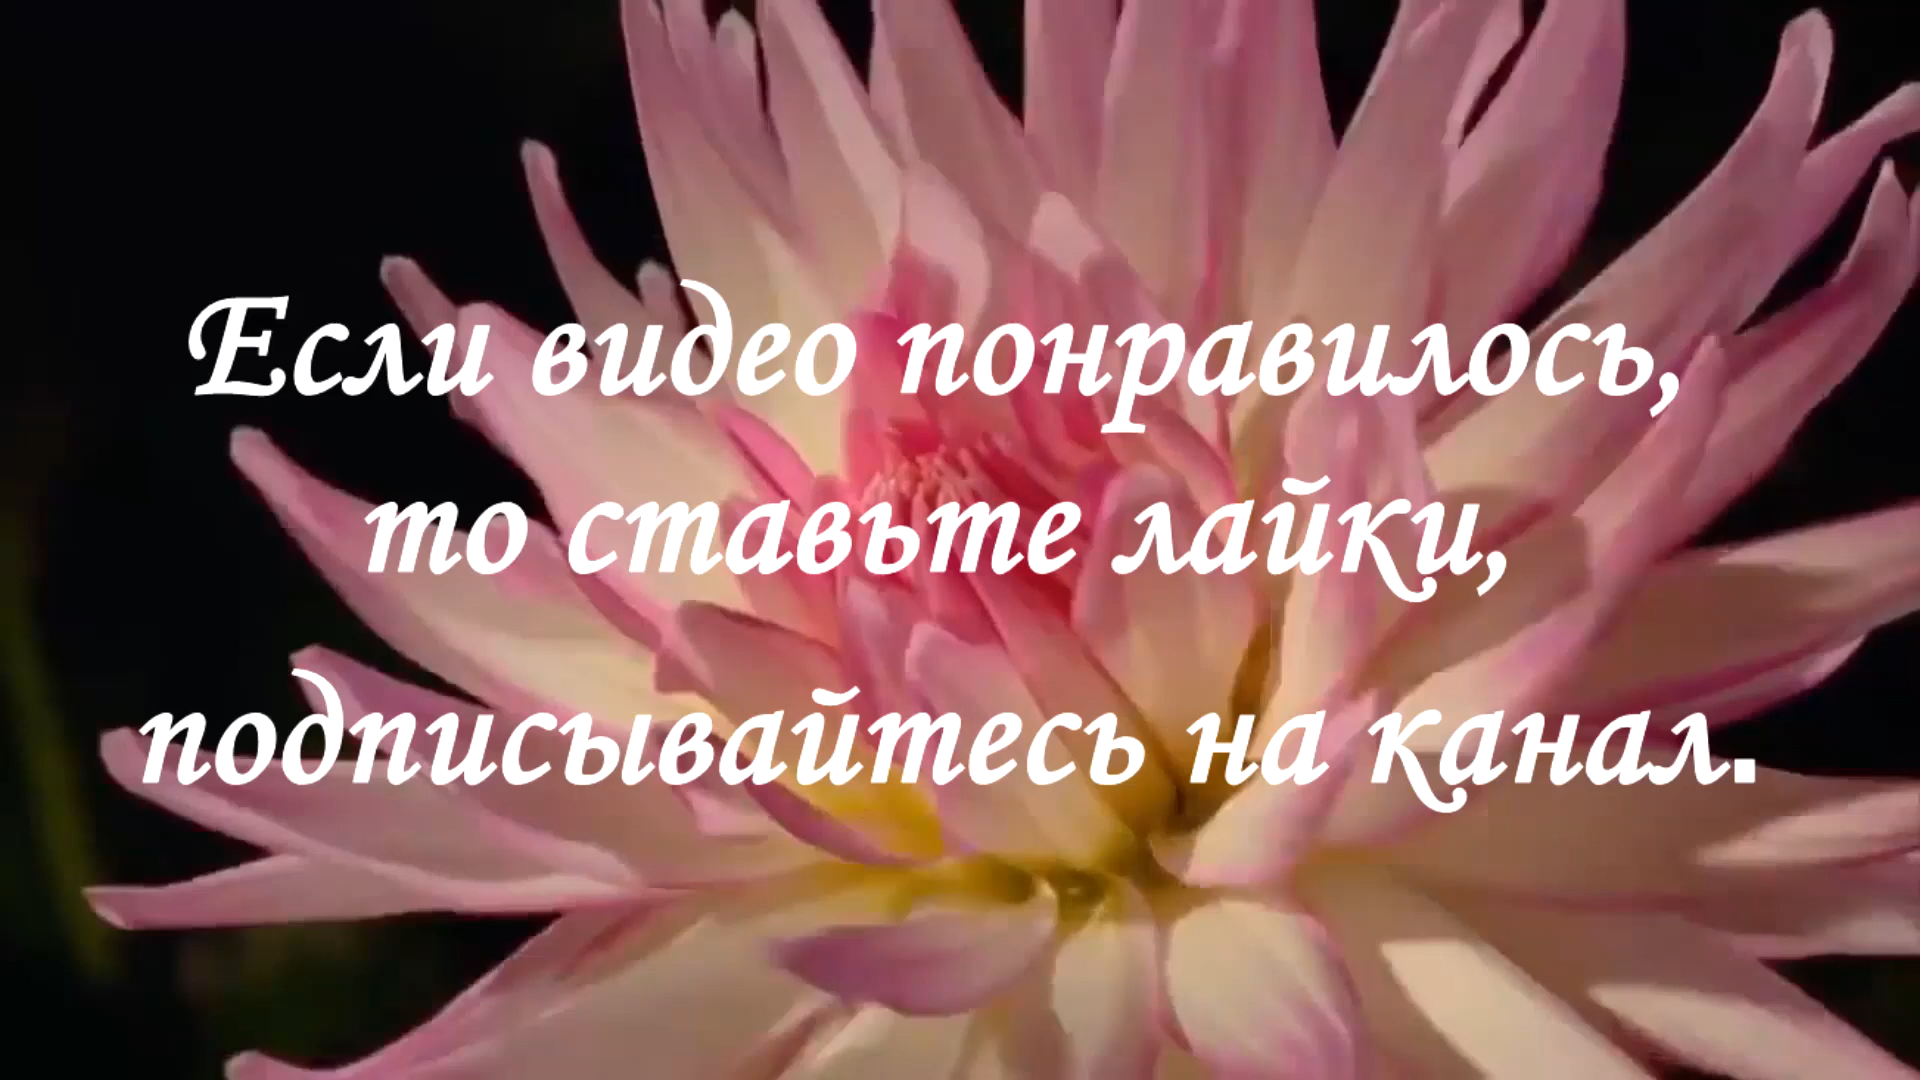 Если видео понравилось,
то ставьте лайки,
подписывайтесь на канал.